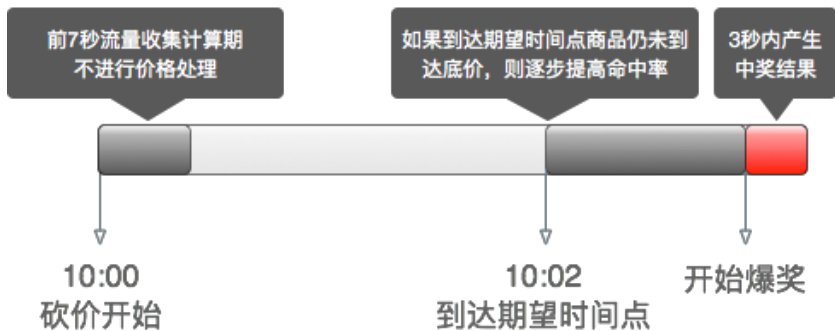 前7秒流量收集计算期
不进行价格处理
如果到达期望时间点商品仍未到
达底价，则逐步提高命中率
3秒内产生
中奖结果
10:00
砍价开始
10:02
到达期望时间点
开始爆奖